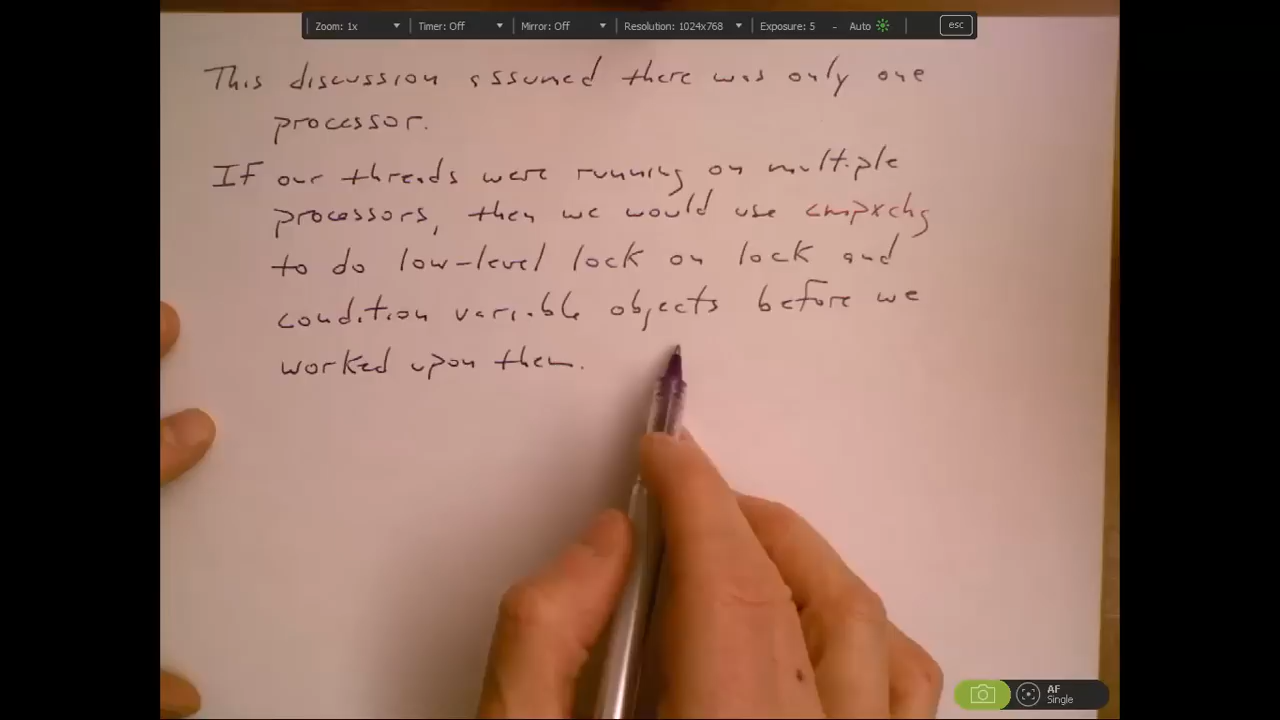 Zoom: 1x Timer: Off Mirror: Off Resolution: 1024x768 Exposure: 5 - Auto esc
This discussion assumed there was only one
processor.
If our threads were running on multiple
processors, then we would use cmpxchg
to do low-level lock on lock and
condition variable objects before we
worked upon them.
AF
Single